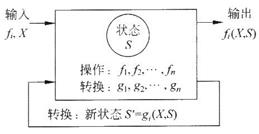 输入
f_i, X
状态
S
输出
f_i(X,S)
操作：f_1, f_2, ⋯, f_n
转换：g_1, g_2, ⋯, g_n
转换：新状态 S'=g_i(X,S)